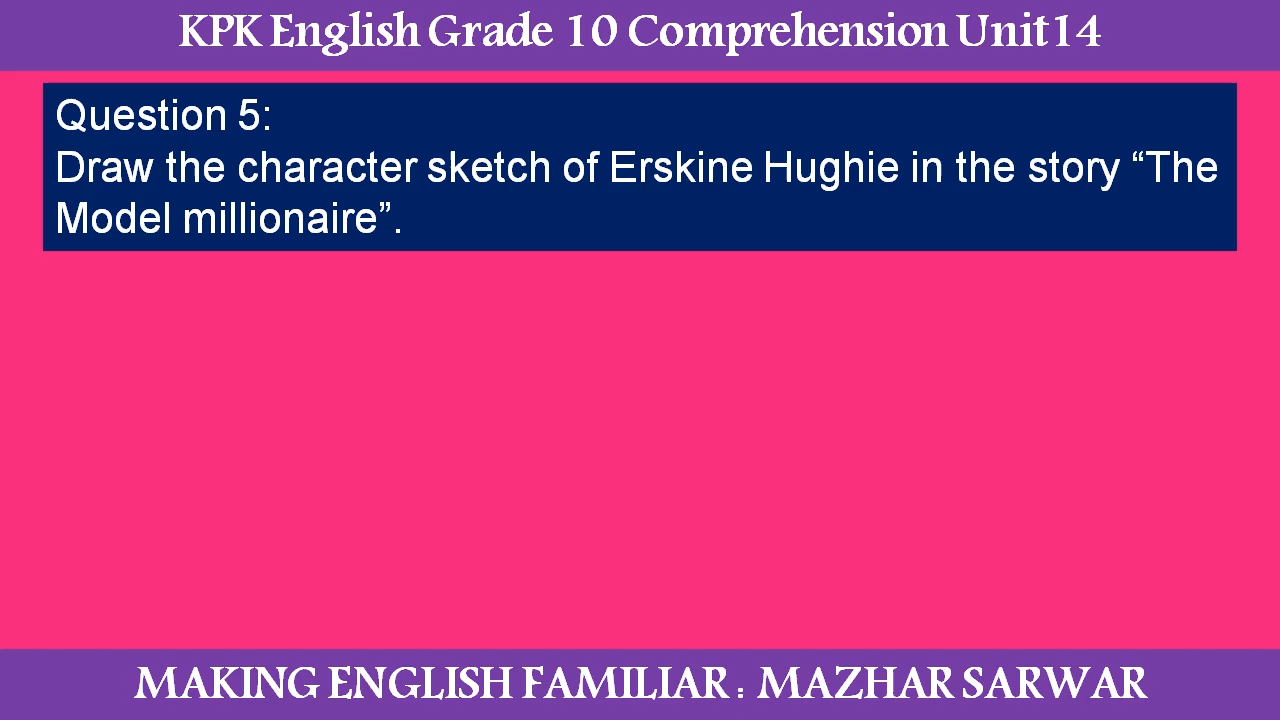 KPK English Grade 10 Comprehension Unit14
Question 5:
Draw the character sketch of Erskine Hughie in the story “The
Model millionaire”.
MAKING ENGLISH FAMILIAR : MAZHAR SARWAR